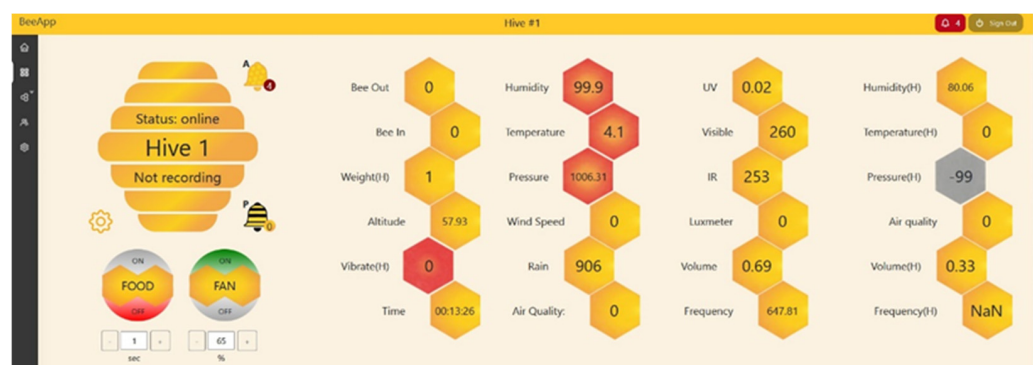 BeeApp
Hive #1
4
Sign Out
A
4
Status: online
Hive 1
Not recording
P
0
ON
FOOD
OFF
ON
FAN
OFF
- 1 +
sec
- 65 +
%
Bee Out 0
Bee In 0
Weight(H) 1
Altitude 57.93
Vibrate(H) 0
Time 00:13:26
Humidity 99.9
Temperature 4.1
Pressure 1006.31
Wind Speed 0
Rain 906
Air Quality: 0
UV 0.02
Visible 260
IR 253
Luxmeter 0
Volume 0.69
Frequency 647.81
Humidity(H) 80.06
Temperature(H) 0
Pressure(H) -99
Air quality 0
Volume(H) 0.33
Frequency(H) NaN